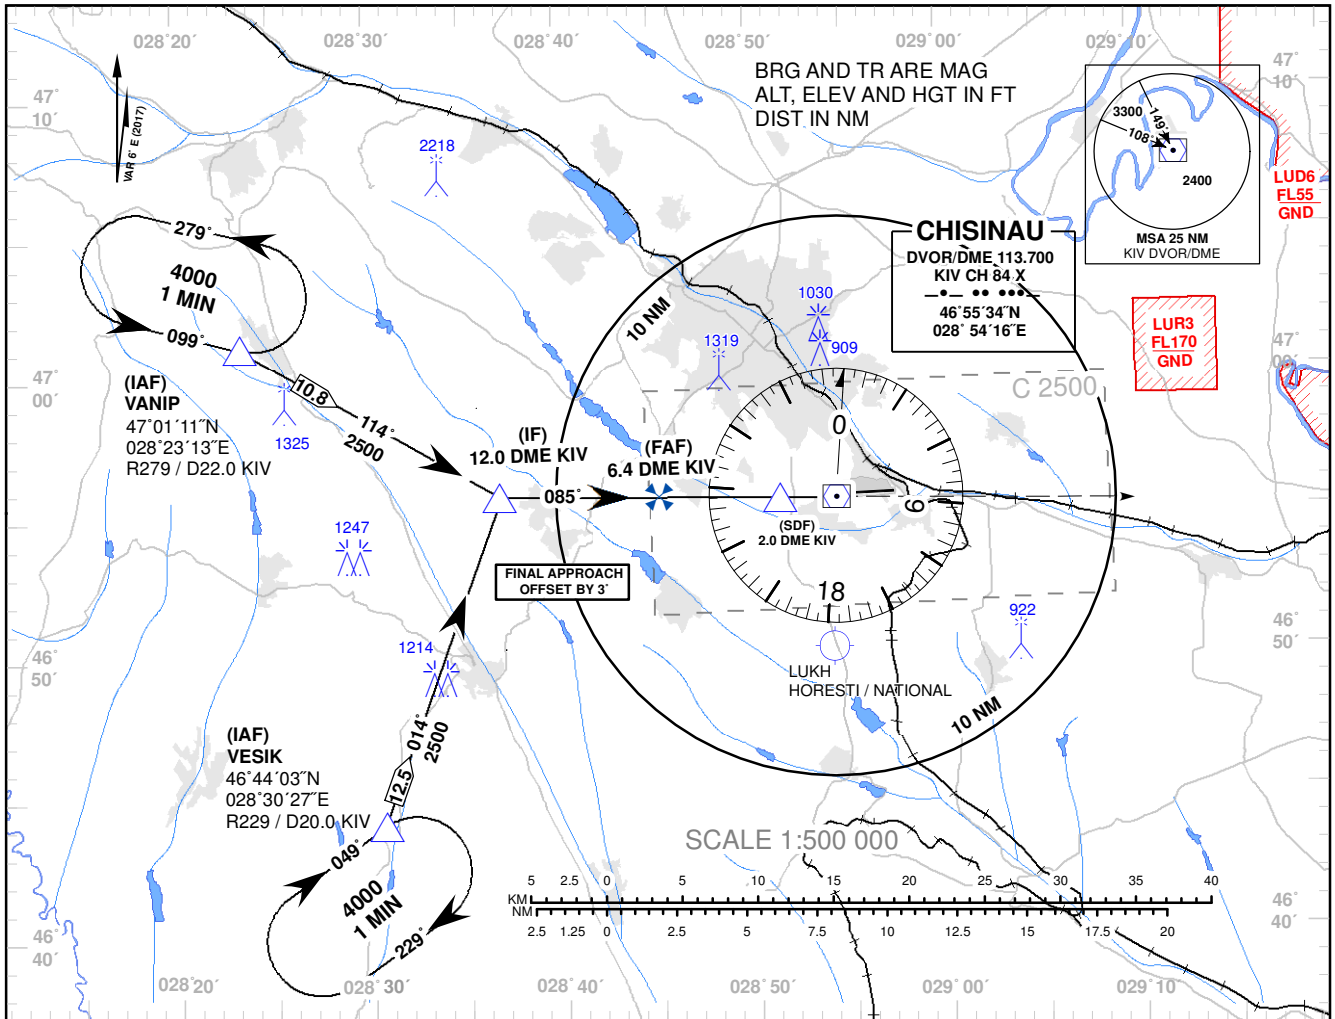 028°20´
028°30´
028°40´
028°50´
029°00´
029°10´
47°
10´
47°
10´
VAR 6° E (2017)
BRG AND TR ARE MAG
ALT, ELEV AND HGT IN FT
DIST IN NM
3300
149°
108°
2400
MSA 25 NM
KIV DVOR/DME
LUD6
FL55
GND
2218
279°
4000
1 MIN
099°
CHISINAU
DVOR/DME 113.700
KIV CH 84 X
46°55´34˝N
028° 54´16˝E
10 NM
1030
909
1319
LUR3
FL170
GND
47°
00´
47°
00´
C 2500
(IAF)
VANIP
47°01´11˝N
028°23´13˝E
R279 / D22.0 KIV
10.8
114°
2500
1325
(IF)
12.0 DME KIV
085°
(FAF)
6.4 DME KIV
0
9
18
(SDF)
2.0 DME KIV
1247
FINAL APPROACH
OFFSET BY 3°
1214
922
46°
50´
46°
50´
LUKH
HORESTI / NATIONAL
10 NM
014°
2500
12.5
(IAF)
VESIK
46°44´03˝N
028°30´27˝E
R229 / D20.0 KIV
049°
4000
1 MIN
229°
SCALE 1:500 000
5 2.5 0 5 10 15 20 25 30 35 40
KM
NM
2.5 1.25 0 2.5 5 7.5 10 12.5 15 17.5 20
46°
40´
46°
40´
028°20´
028°30´
028°40´
028°50´
029°00´
029°10´